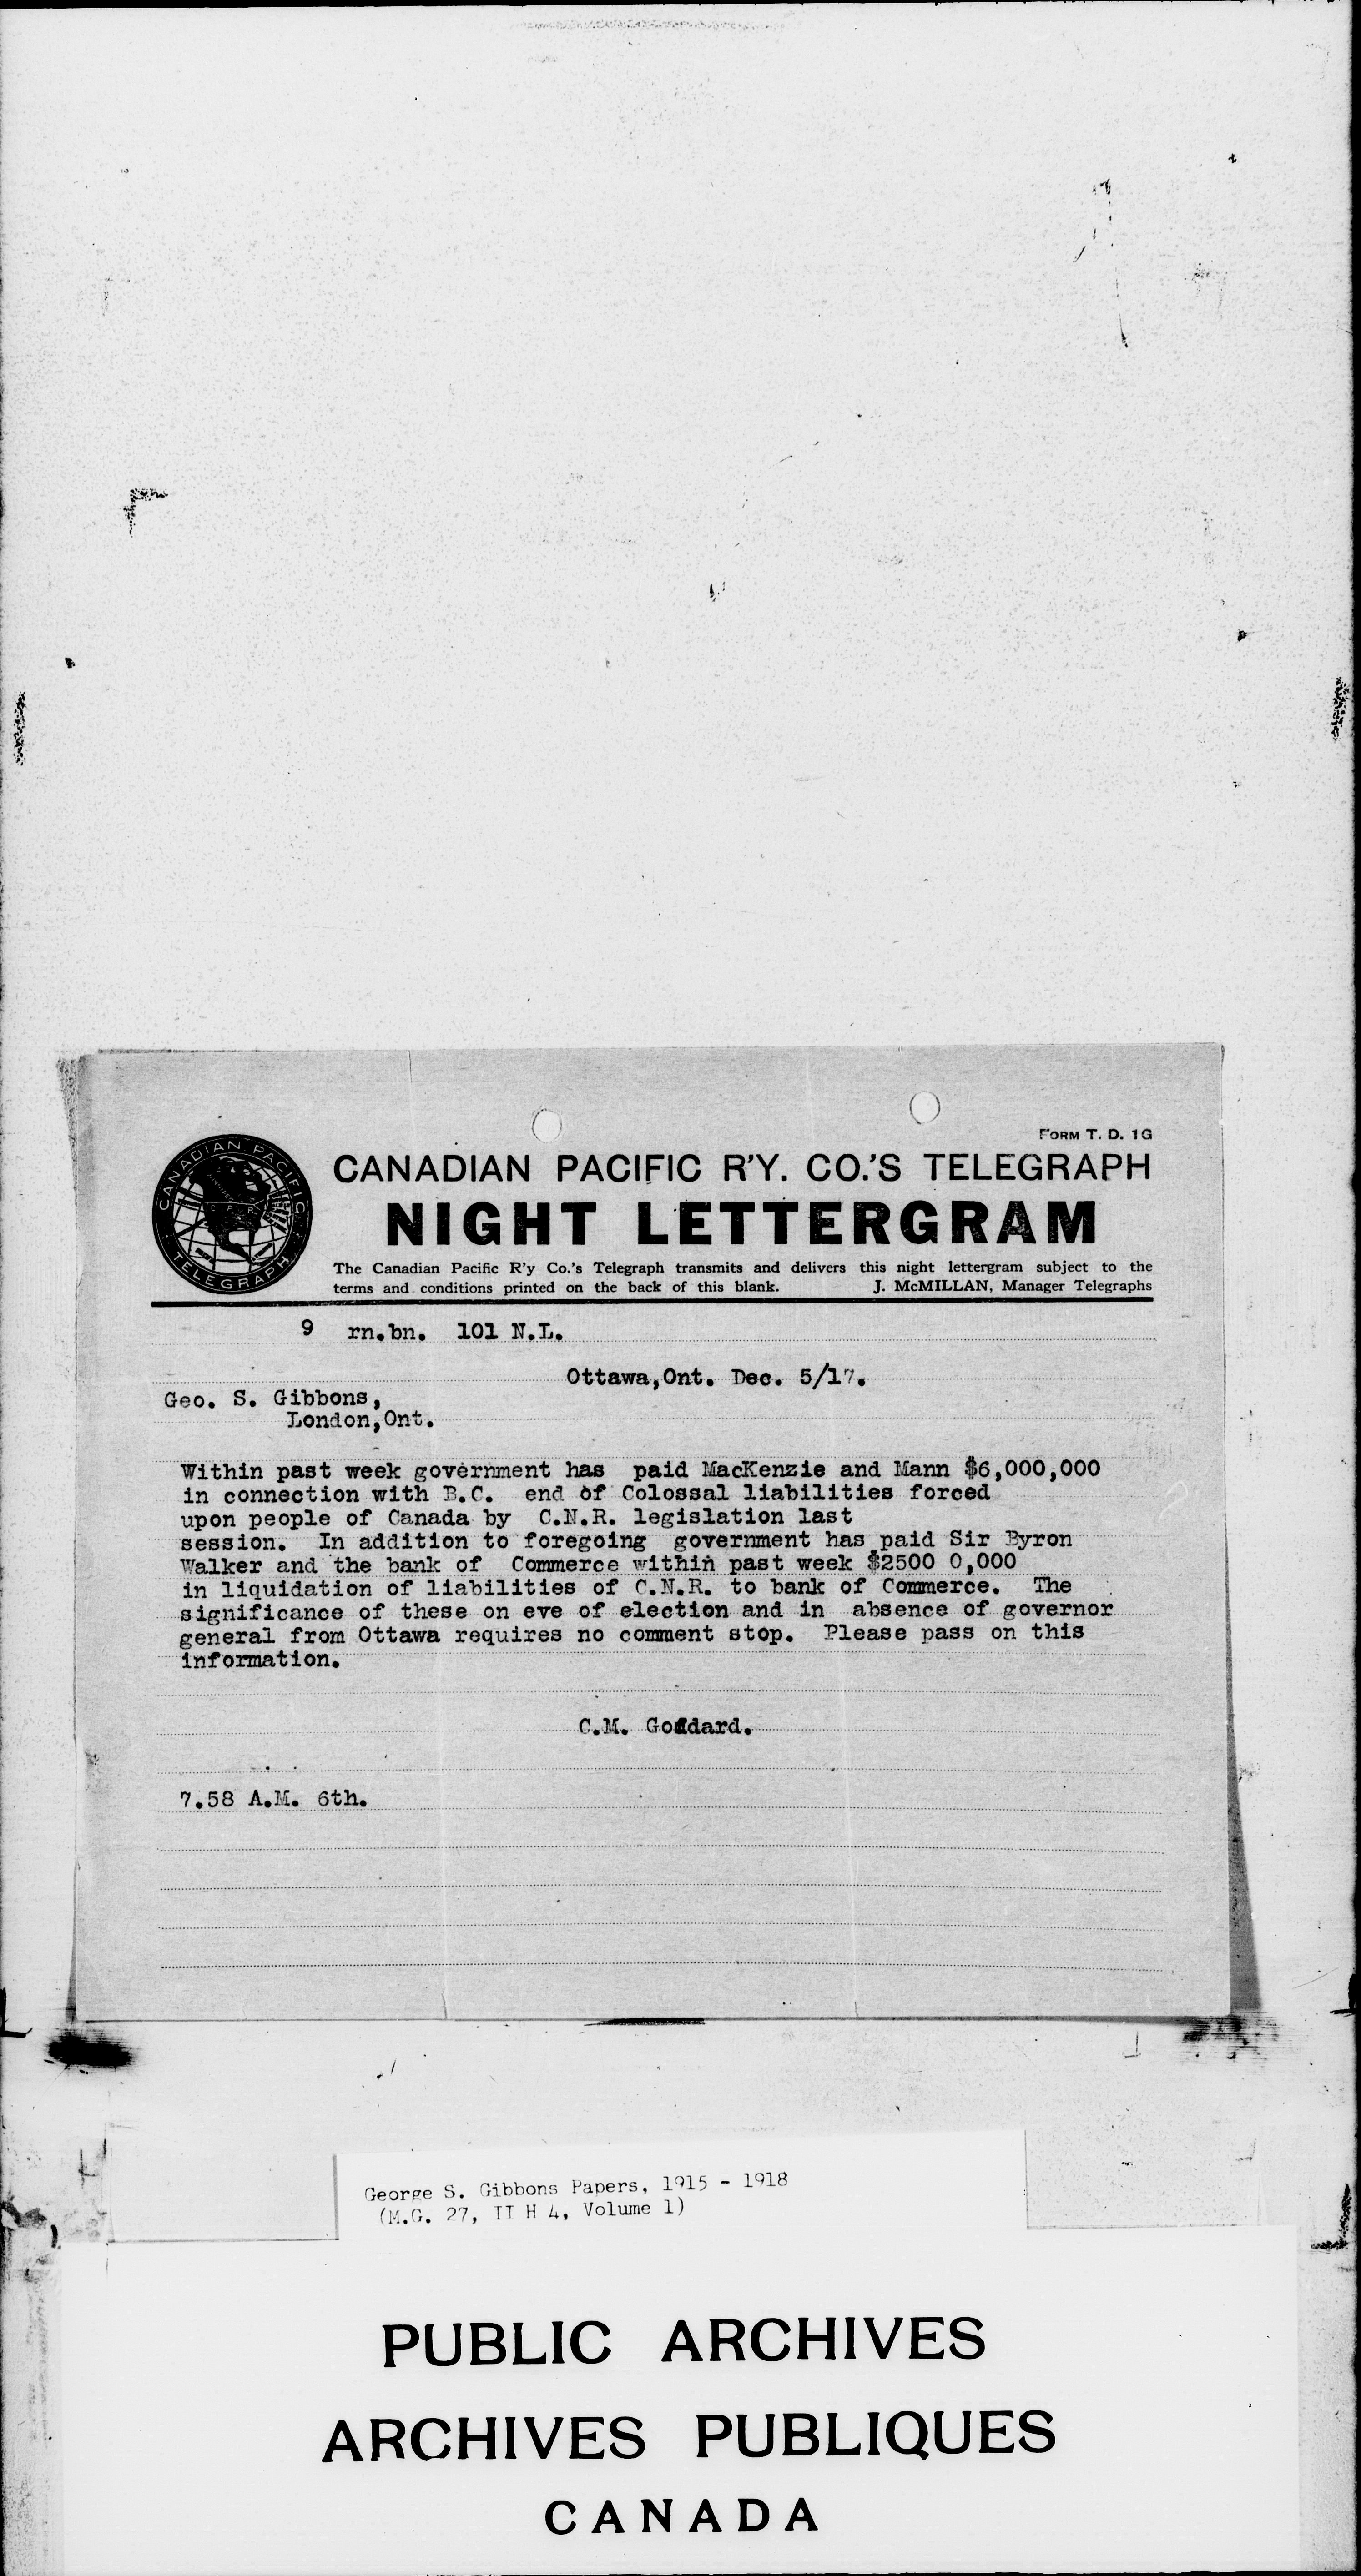 FORM T. D. 1G
CANADIAN PACIFIC R'Y. CO.'S TELEGRAPH
NIGHT LETTERGRAM
CANADIAN PACIFIC
TELEGRAPH
The Canadian Pacific R'y Co.'s Telegraph transmits and delivers this night lettergram subject to the
terms and conditions printed on the back of this blank. J. McMILLAN, Manager Telegraphs
9 rn.bn. 101 N.L.
Ottawa,Ont. Dec. 5/17.
Geo. S. Gibbons,
London,Ont.
Within past week government has paid MacKenzie and Mann $6,000,000
in connection with B.C. end of Colossal liabilities forced
upon people of Canada by C.N.R. legislation last
session. In addition to foregoing government has paid Sir Byron
Walker and the bank of Commerce within past week $2500 0,000
in liquidation of liabilities of C.N.R. to bank of Commerce. The
significance of these on eve of election and in absence of governor
general from Ottawa requires no comment stop. Please pass on this
information.
C.M. Goddard.
7.58 A.M. 6th.
George S. Gibbons Papers, 1915 - 1918
(M.G. 27, II H 4, Volume 1)
PUBLIC ARCHIVES
ARCHIVES PUBLIQUES
CANADA